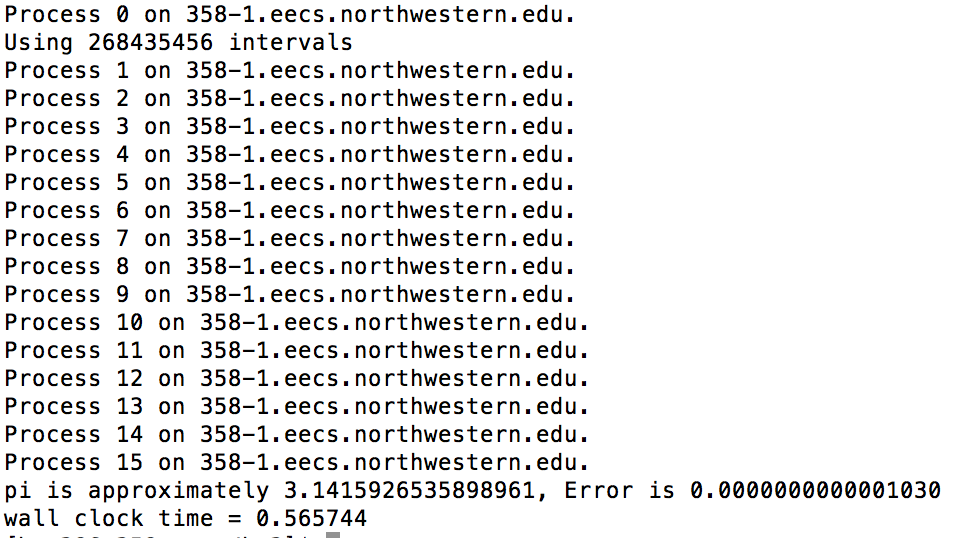 Process 0 on 358-1.eecs.northwestern.edu.
Using 268435456 intervals
Process 1 on 358-1.eecs.northwestern.edu.
Process 2 on 358-1.eecs.northwestern.edu.
Process 3 on 358-1.eecs.northwestern.edu.
Process 4 on 358-1.eecs.northwestern.edu.
Process 5 on 358-1.eecs.northwestern.edu.
Process 6 on 358-1.eecs.northwestern.edu.
Process 7 on 358-1.eecs.northwestern.edu.
Process 8 on 358-1.eecs.northwestern.edu.
Process 9 on 358-1.eecs.northwestern.edu.
Process 10 on 358-1.eecs.northwestern.edu.
Process 11 on 358-1.eecs.northwestern.edu.
Process 12 on 358-1.eecs.northwestern.edu.
Process 13 on 358-1.eecs.northwestern.edu.
Process 14 on 358-1.eecs.northwestern.edu.
Process 15 on 358-1.eecs.northwestern.edu.
pi is approximately 3.1415926535898961, Error is 0.0000000000001030
wall clock time = 0.565744